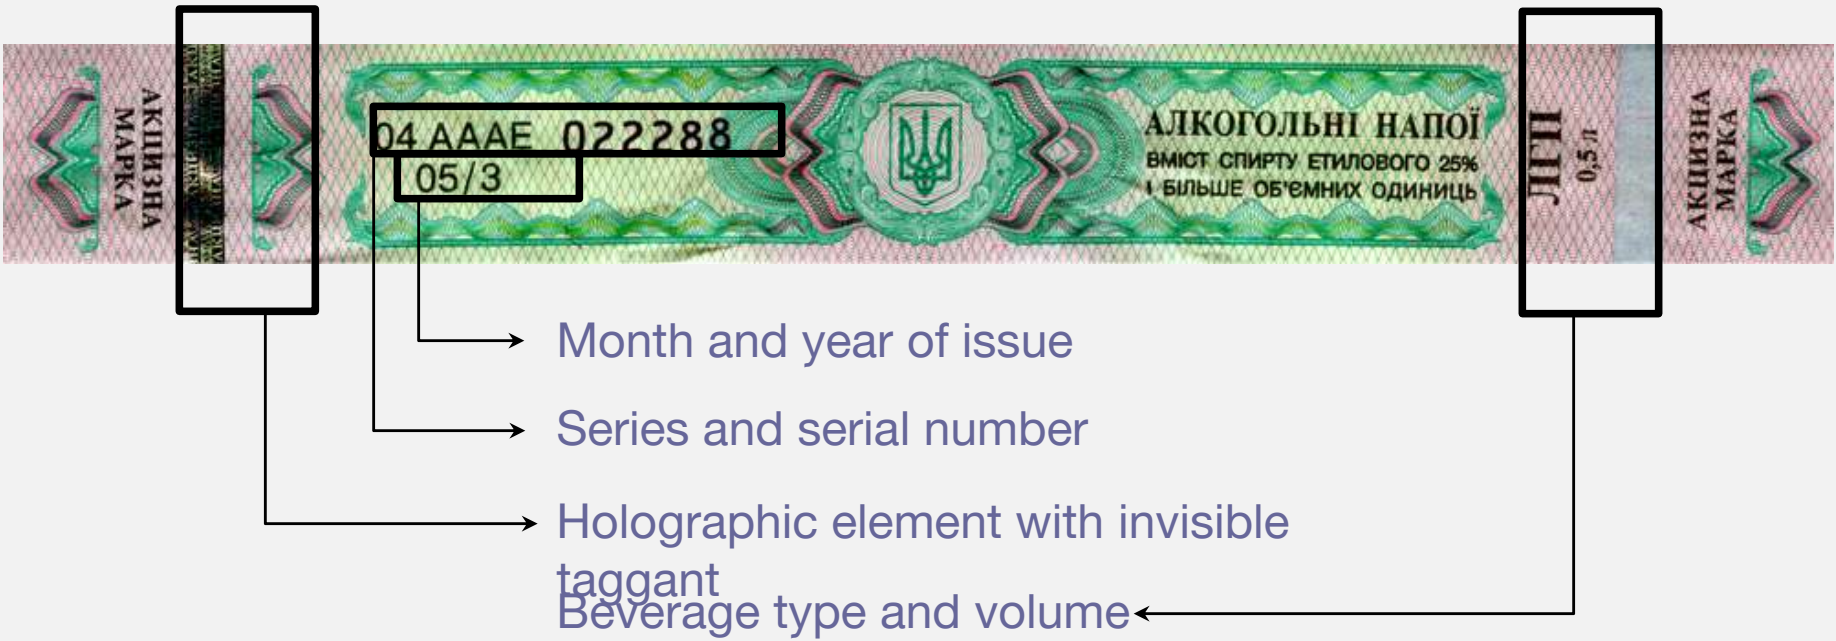 АКЦИЗНА
МАРКА
04 АААЕ 022288
05/3
АЛКОГОЛЬНІ НАПОЇ
ВМІСТ СПИРТУ ЕТИЛОВОГО 25%
І БІЛЬШЕ ОБ'ЄМНИХ ОДИНИЦЬ
ЛГП
0,5 л
АКЦИЗНА
МАРКА
Month and year of issue
Series and serial number
Holographic element with invisible
taggant
Beverage type and volume